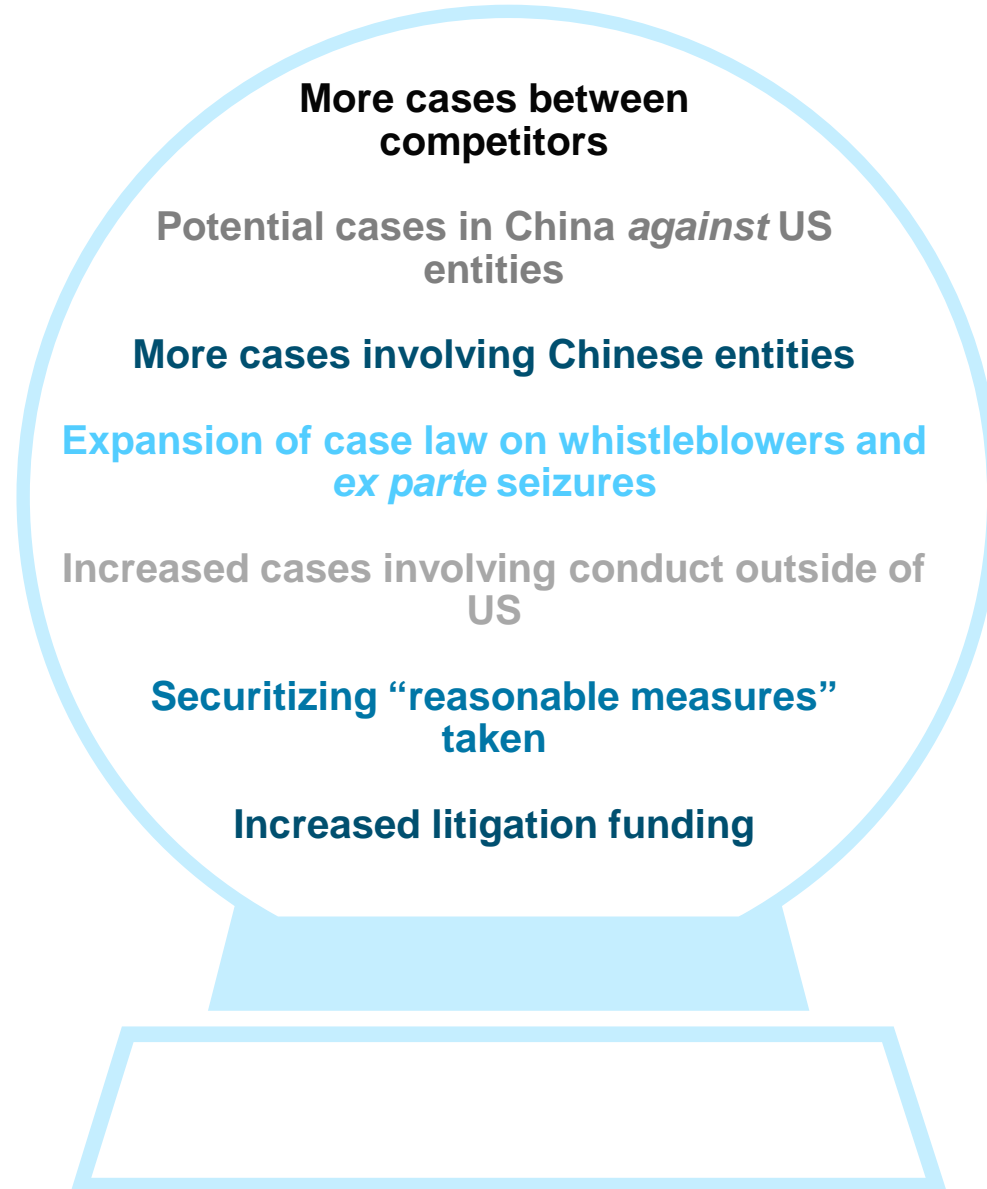 More cases between
competitors
Potential cases in China against US
entities
More cases involving Chinese entities
Expansion of case law on whistleblowers and
ex parte seizures
Increased cases involving conduct outside of
US
Securitizing “reasonable measures”
taken
Increased litigation funding